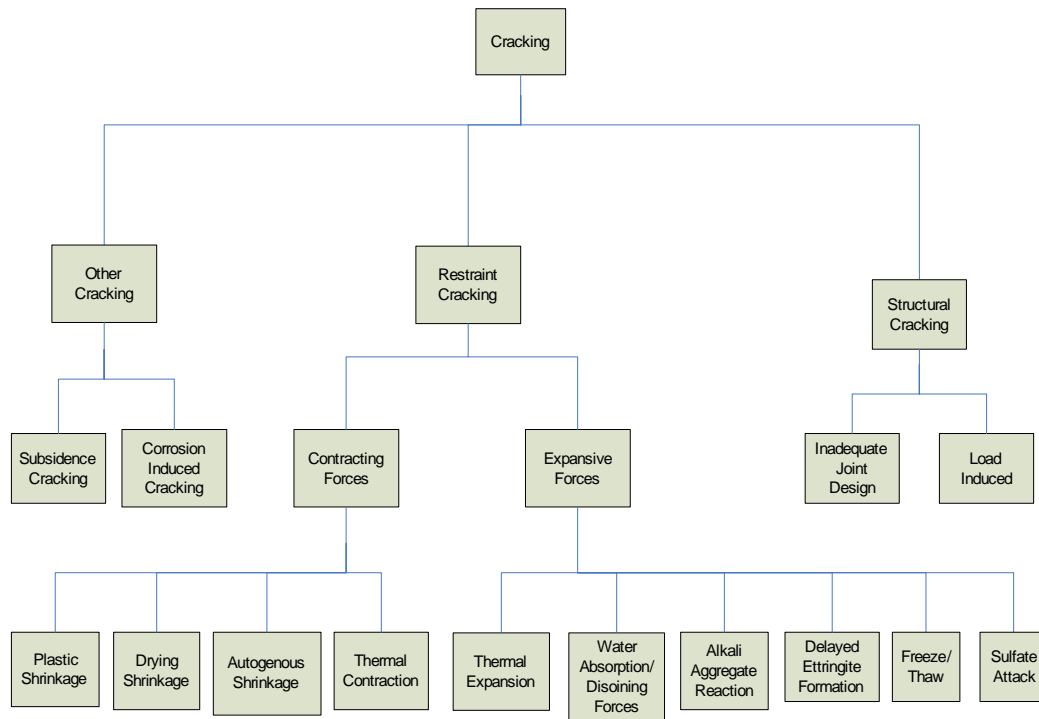 Cracking
Other
Cracking
Restraint
Cracking
Structural
Cracking
Subsidence
Cracking
Corrosion
Induced
Cracking
Contracting
Forces
Expansive
Forces
Inadequate
Joint
Design
Load
Induced
Plastic
Shrinkage
Drying
Shrinkage
Autogenous
Shrinkage
Thermal
Contraction
Thermal
Expansion
Water
Absorption/
Disoining
Forces
Alkali
Aggregate
Reaction
Delayed
Ettringite
Formation
Freeze/
Thaw
Sulfate
Attack